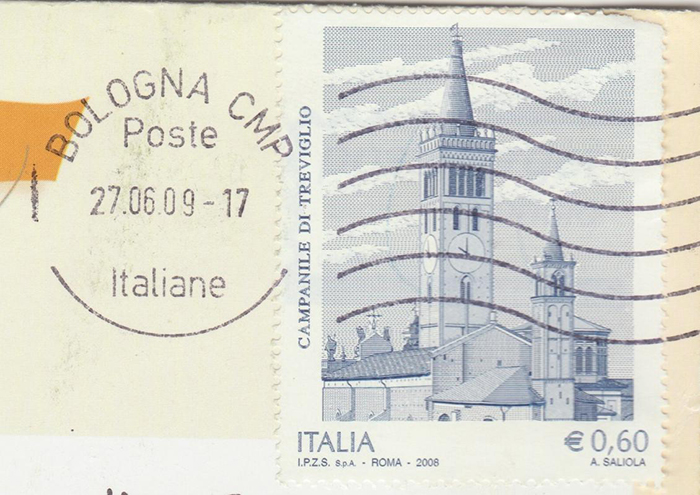 BOLOGNA CMP
Poste
27.06.09-17
Italiane
CAMPANILE DI TREVIGLIO
ITALIA
€ 0,60
I.P.Z.S. S.p.A. - ROMA - 2008
A. SALIOLA